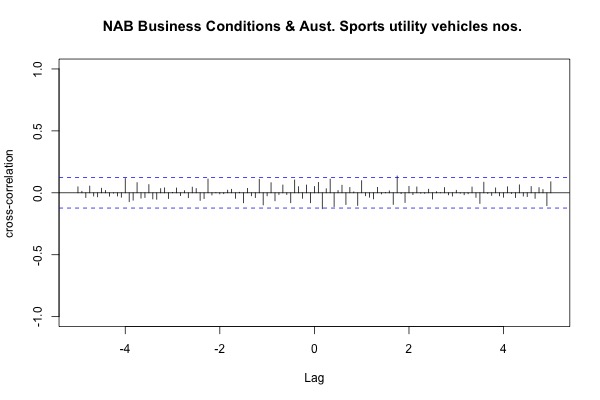 NAB Business Conditions & Aust. Sports utility vehicles nos.
cross-correlation
1.0
0.5
0.0
-0.5
-1.0
-4 -2 0 2 4
Lag